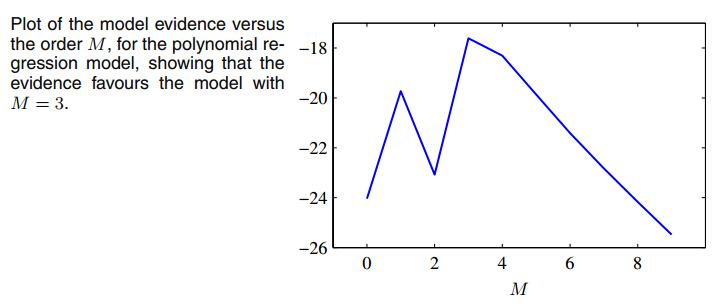 Plot of the model evidence versus
the order M, for the polynomial re-
gression model, showing that the
evidence favours the model with
M = 3.
−18
−20
−22
−24
−26
0 2 4 6 8
M